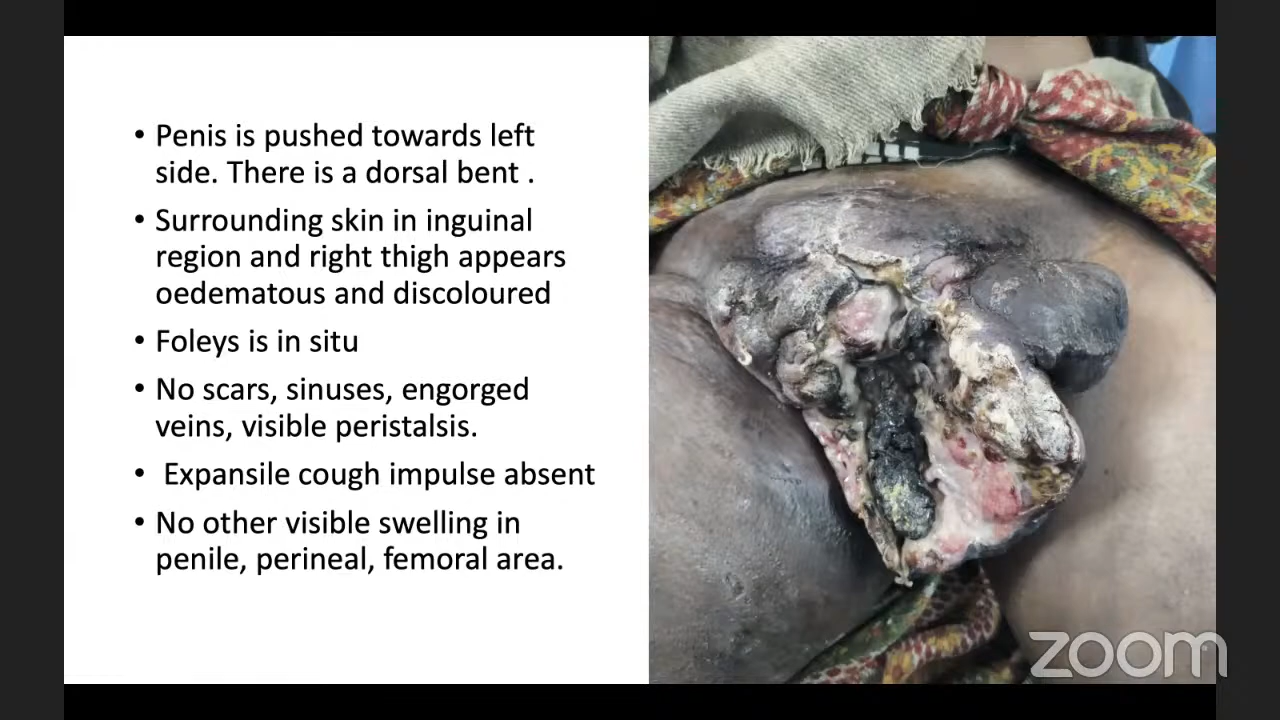 • Penis is pushed towards left
side. There is a dorsal bent .
• Surrounding skin in inguinal
region and right thigh appears
oedematous and discoloured
• Foleys is in situ
• No scars, sinuses, engorged
veins, visible peristalsis.
• Expansile cough impulse absent
• No other visible swelling in
penile, perineal, femoral area.
zoom